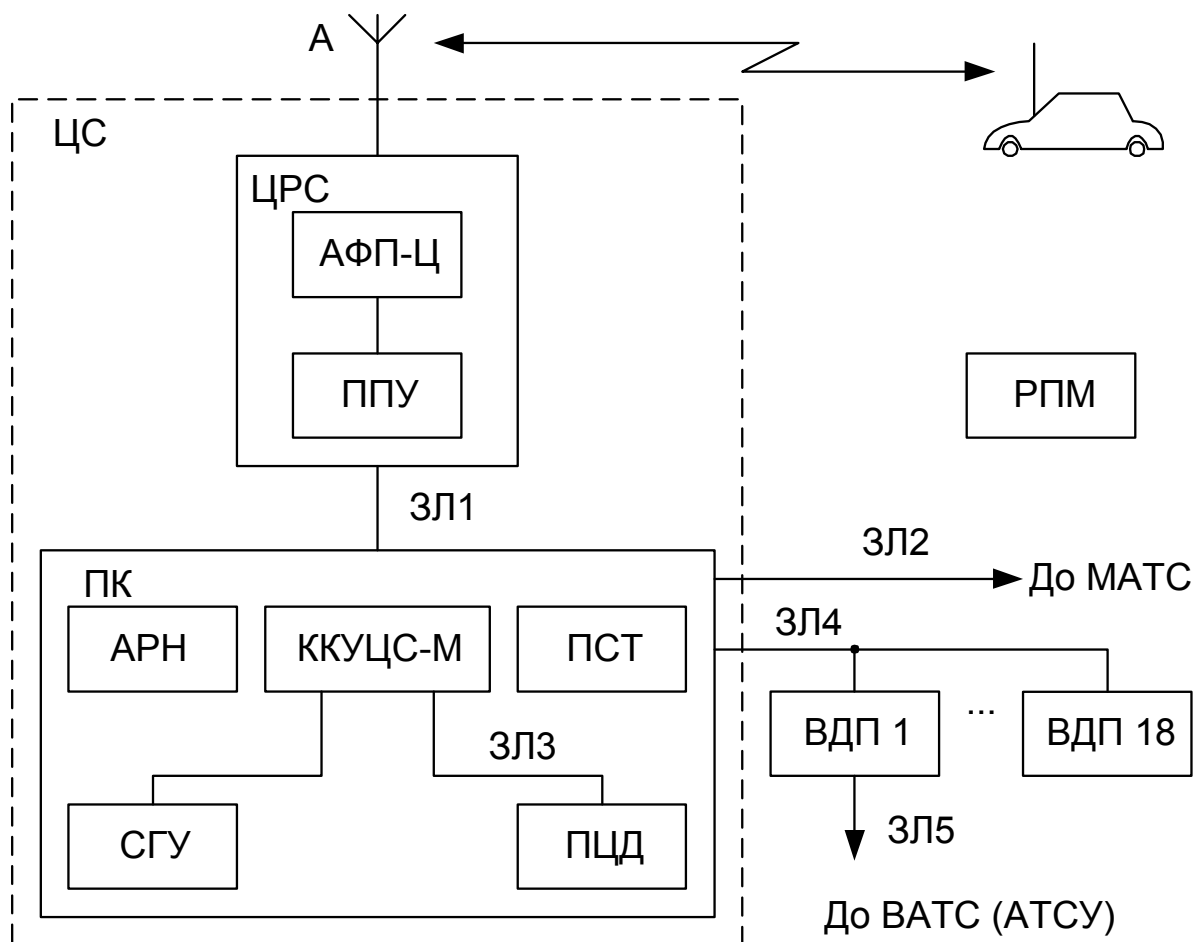 А
ЦС
ЦРС
АФП-Ц
ППУ
РПМ
ЗЛ1
ЗЛ2
До МАТС
ПК
ЗЛ4
АРН
ККУЦС-М
ПСТ
ВДП 1
...
ВДП 18
ЗЛ3
СГУ
ПЦД
ЗЛ5
До ВАТС (АТСУ)